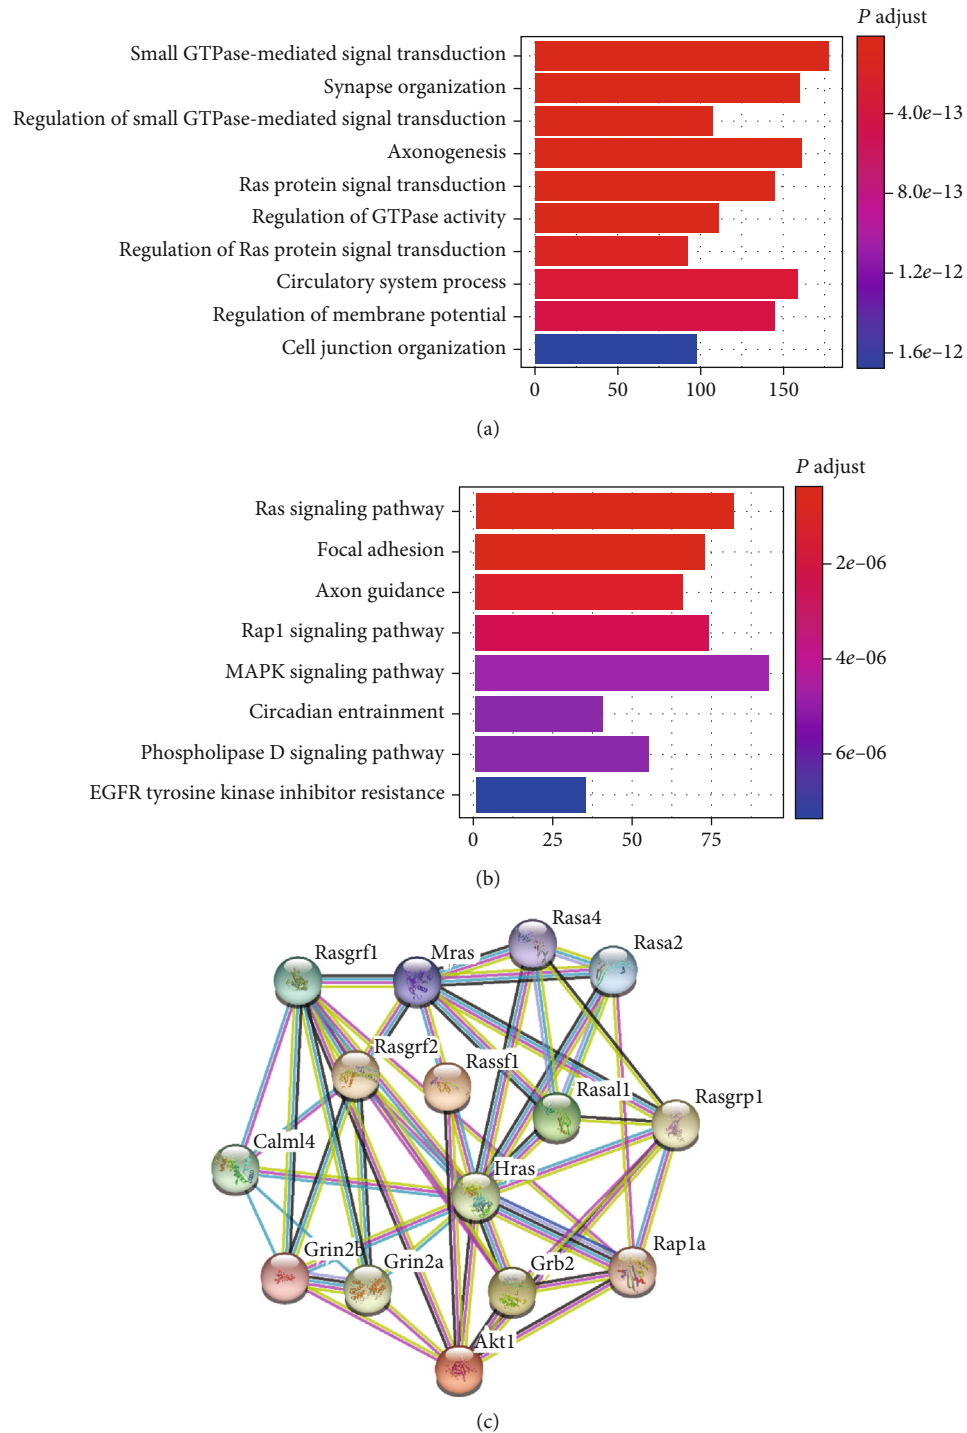 P adjust
Small GTPase-mediated signal transduction
Synapse organization
Regulation of small GTPase-mediated signal transduction
Axonogenesis
Ras protein signal transduction
Regulation of GTPase activity
Regulation of Ras protein signal transduction
Circulatory system process
Regulation of membrane potential
Cell junction organization
4.0e–13
8.0e–13
1.2e–12
1.6e–12
0 50 100 150
(a)
P adjust
Ras signaling pathway
Focal adhesion
Axon guidance
Rap1 signaling pathway
MAPK signaling pathway
Circadian entrainment
Phospholipase D signaling pathway
EGFR tyrosine kinase inhibitor resistance
2e–06
4e–06
6e–06
0 25 50 75
(b)
Rasa4
Rasgrf1 Mras Rasa2
Rasgrf2 Rassf1
Rasal1 Rasgrp1
Calml4
Hras
Grin2b Grin2a Grb2 Rap1a
Akt1
(c)